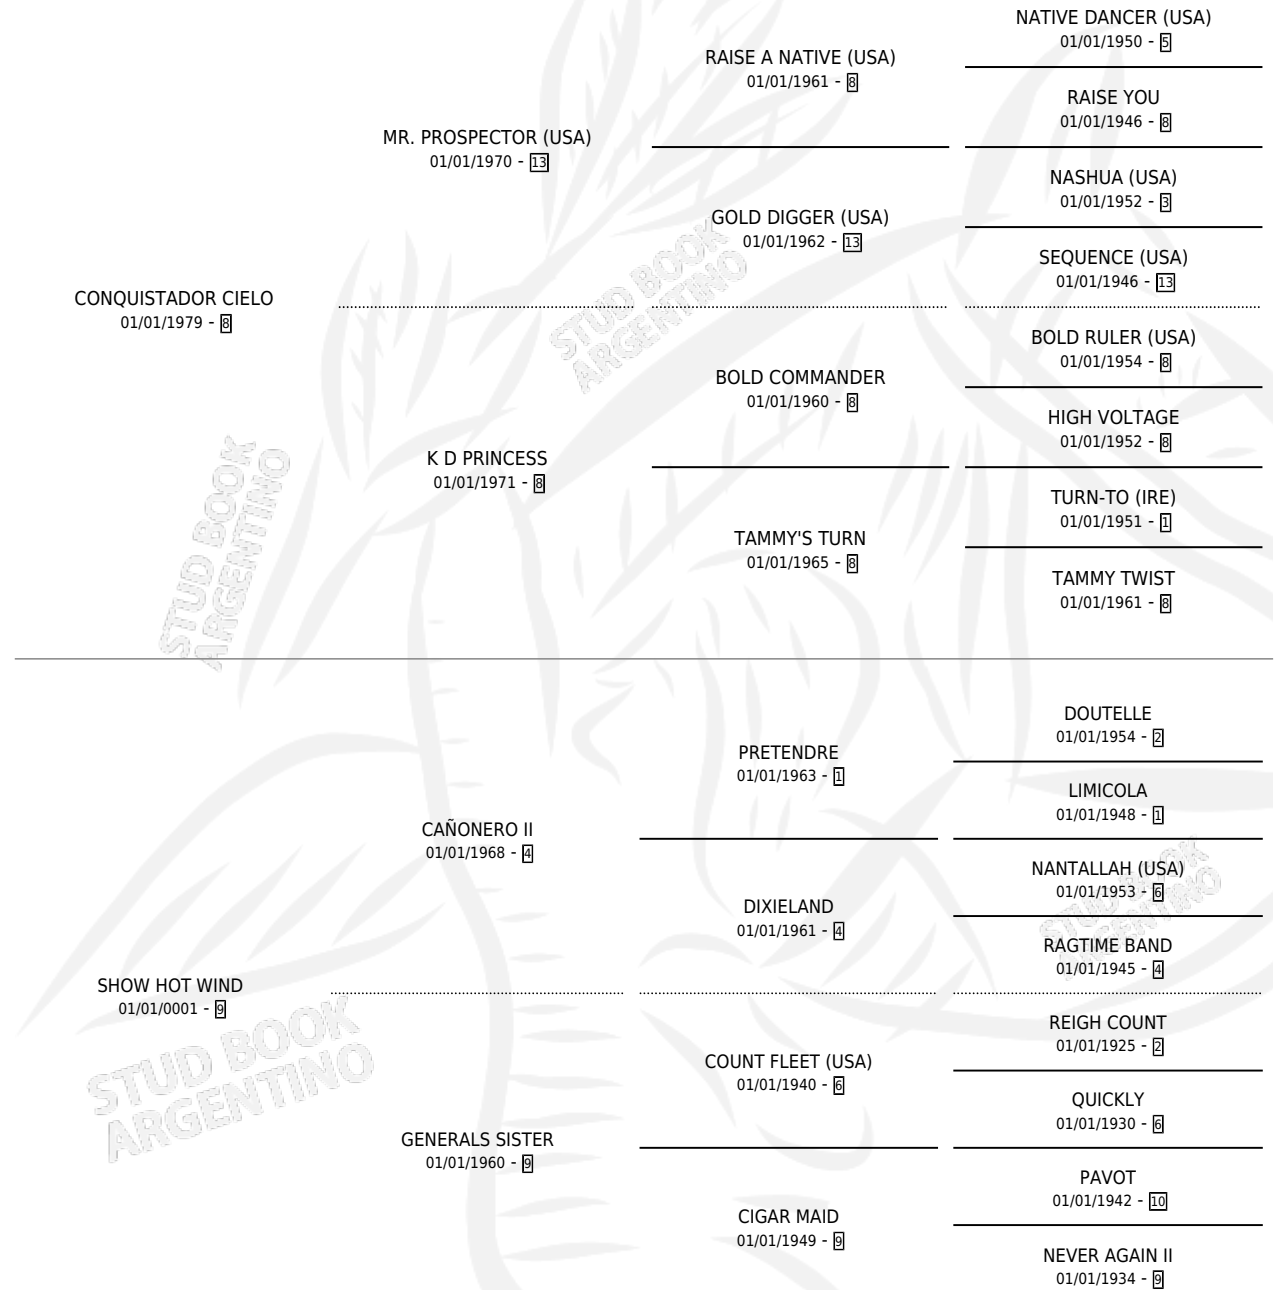 NATIVE DANCER (USA)
01/01/1950 - 5
RAISE A NATIVE (USA)
01/01/1961 - 8
RAISE YOU
01/01/1946 - 8
MR. PROSPECTOR (USA)
01/01/1970 - 13
NASHUA (USA)
01/01/1952 - 3
GOLD DIGGER (USA)
01/01/1962 - 13
SEQUENCE (USA)
01/01/1946 - 13
CONQUISTADOR CIELO
01/01/1979 - 8
BOLD RULER (USA)
01/01/1954 - 8
BOLD COMMANDER
01/01/1960 - 8
HIGH VOLTAGE
01/01/1952 - 8
K D PRINCESS
01/01/1971 - 8
TURN-TO (IRE)
01/01/1951 - 1
TAMMY'S TURN
01/01/1965 - 8
TAMMY TWIST
01/01/1961 - 8
DOUTELLE
01/01/1954 - 2
PRETENDRE
01/01/1963 - 1
LIMICOLA
01/01/1948 - 1
CAÑONERO II
01/01/1968 - 4
NANTALLAH (USA)
01/01/1953 - 6
DIXIELAND
01/01/1961 - 4
RAGTIME BAND
01/01/1945 - 4
SHOW HOT WIND
01/01/0001 - 9
REIGH COUNT
01/01/1925 - 2
COUNT FLEET (USA)
01/01/1940 - 6
QUICKLY
01/01/1930 - 6
GENERALS SISTER
01/01/1960 - 9
PAVOT
01/01/1942 - 10
CIGAR MAID
01/01/1949 - 9
NEVER AGAIN II
01/01/1934 - 9
STUD BOOK
ARGENTINO
STUD BOOK
ARGENTINO
STUD BOOK
ARGENTINO
STUD BOOK
ARGENTINO